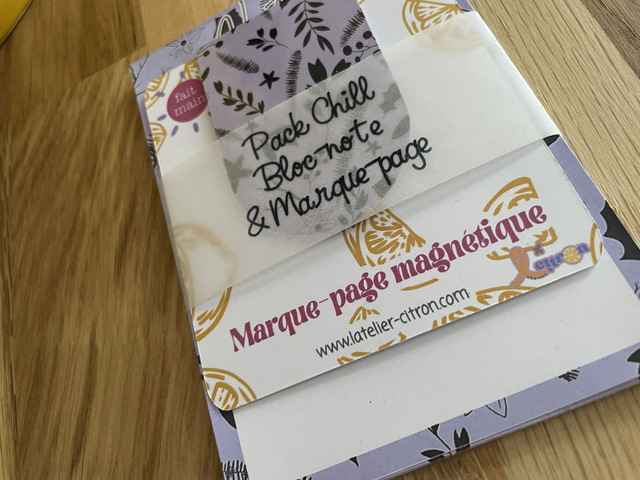 fait
main
Pack Chill
Bloc-note
& Marque-page
Marque-page magnétique
Citron
www.latelier-citron.com